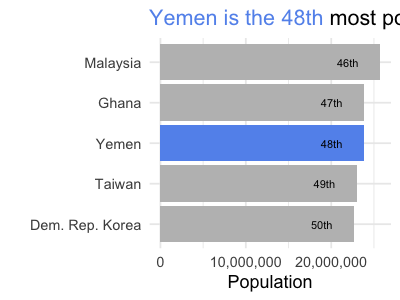 Yemen is the 48th most po
Malaysia 46th
Ghana 47th
Yemen 48th
Taiwan 49th
Dem. Rep. Korea 50th
0 10,000,000 20,000,000
Population